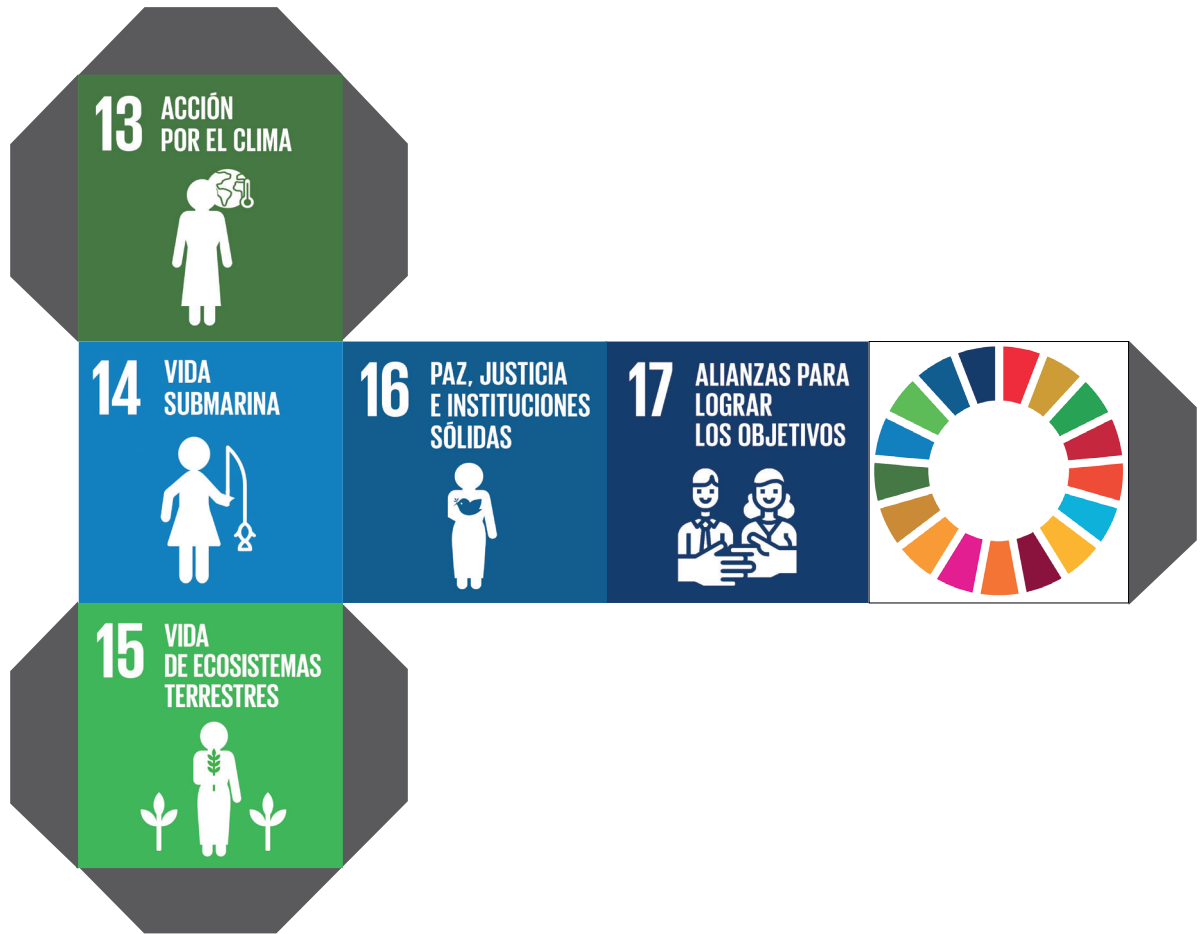 13
ACCIÓN
POR EL CLIMA
14
VIDA
SUBMARINA
16
PAZ, JUSTICIA
E INSTITUCIONES
SÓLIDAS
17
ALIANZAS PARA
LOGRAR
LOS OBJETIVOS
15
VIDA
DE ECOSISTEMAS
TERRESTRES